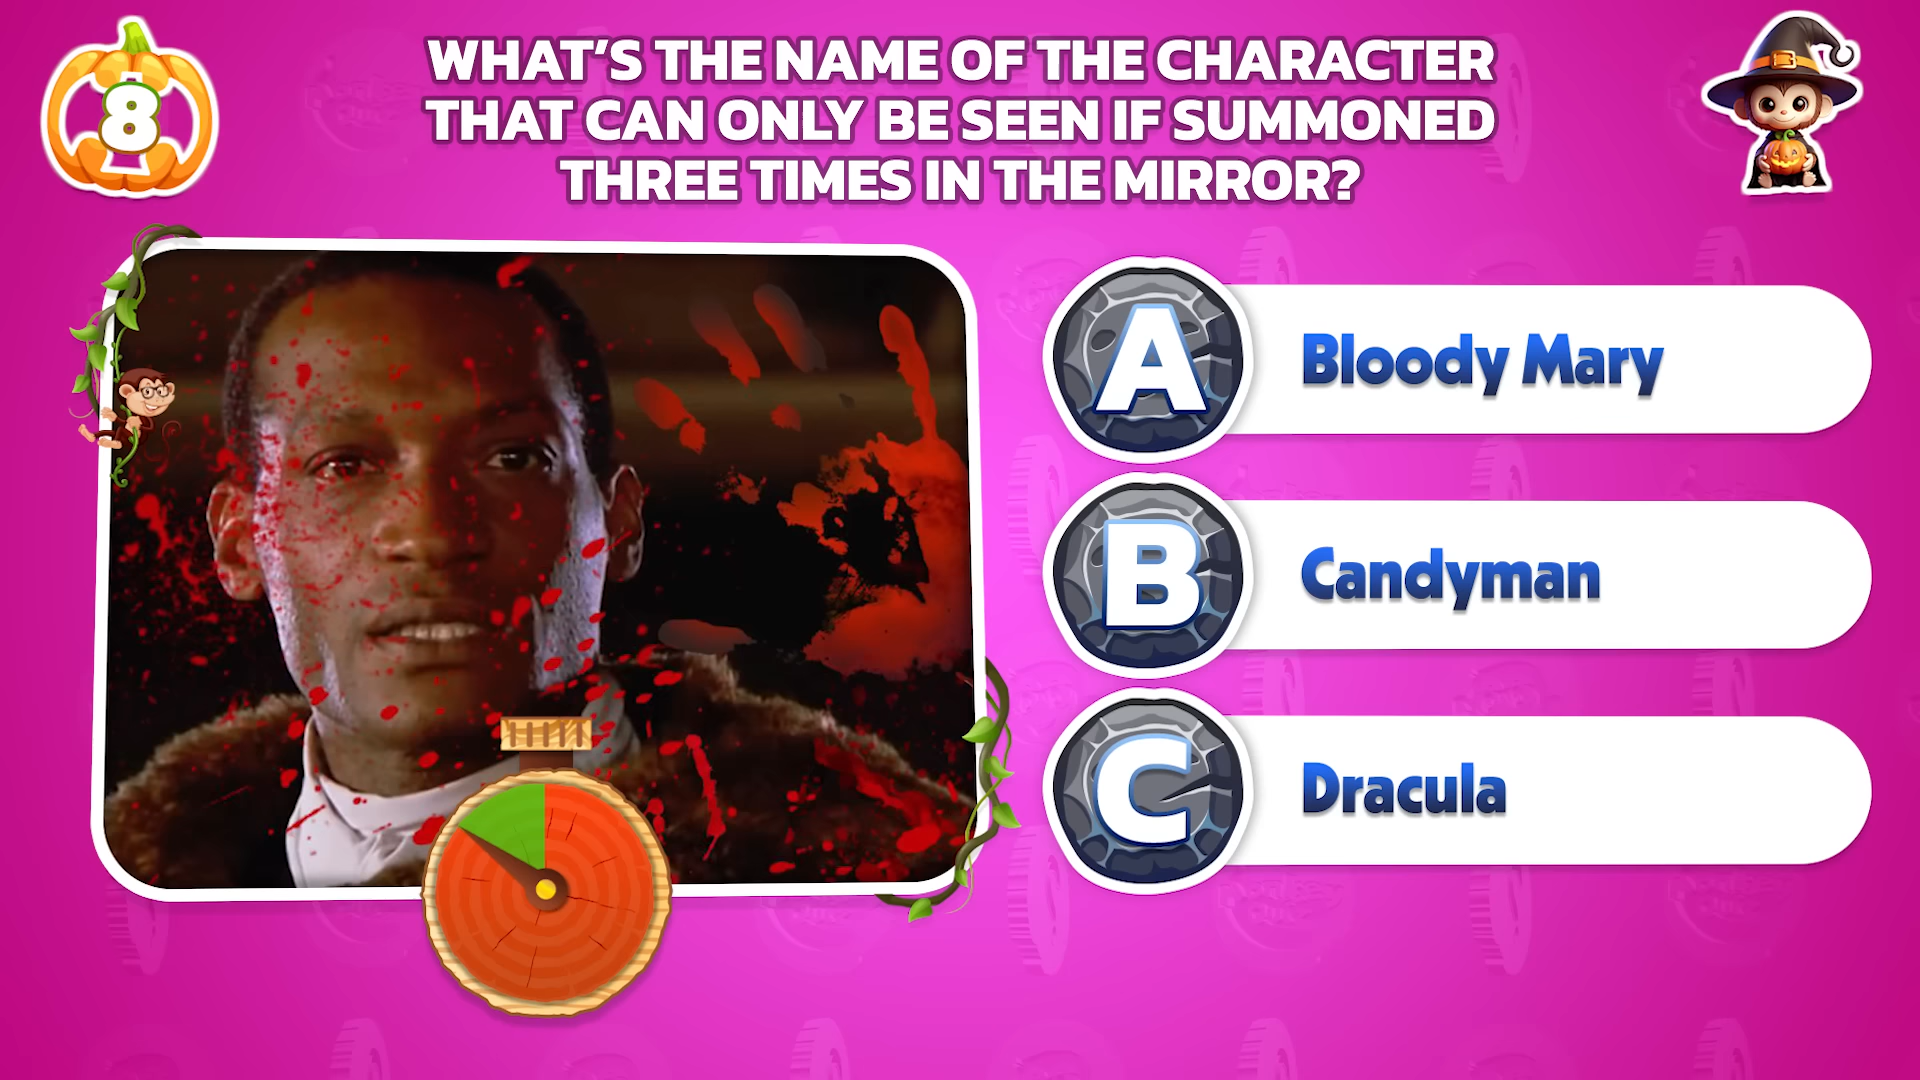 8
WHAT'S THE NAME OF THE CHARACTER
THAT CAN ONLY BE SEEN IF SUMMONED
THREE TIMES IN THE MIRROR?
A Bloody Mary
B Candyman
C Dracula